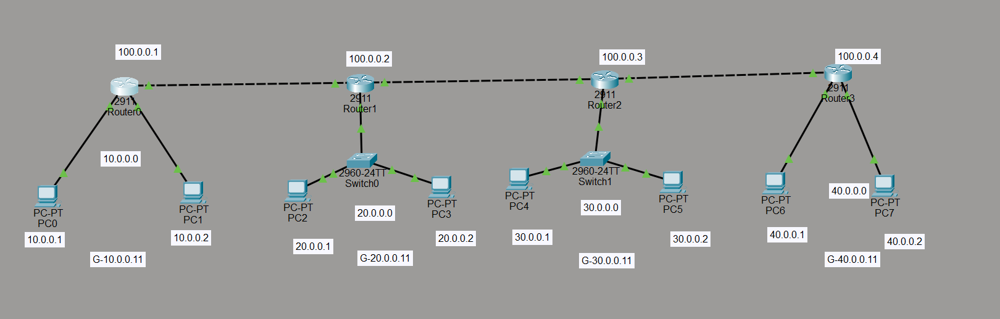 100.0.0.1
100.0.0.2
100.0.0.3
100.0.0.4
2911
Router0
2911
Router1
2911
Router2
2911
Router3
10.0.0.0
2960-24TT
Switch0
2960-24TT
Switch1
PC-PT
PC0
PC-PT
PC1
PC-PT
PC2
PC-PT
PC3
PC-PT
PC4
PC-PT
PC5
PC-PT
PC6
PC-PT
PC7
20.0.0.0
30.0.0.0
40.0.0.0
10.0.0.1
10.0.0.2
20.0.0.1
20.0.0.2
30.0.0.1
30.0.0.2
40.0.0.1
40.0.0.2
G-10.0.0.11
G-20.0.0.11
G-30.0.0.11
G-40.0.0.11